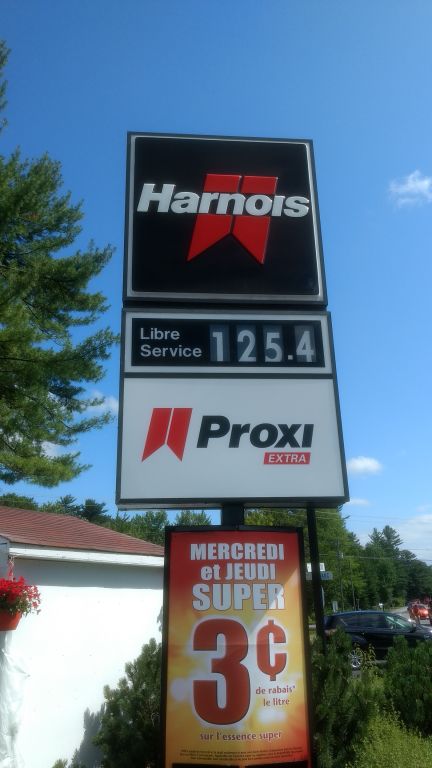 Harnois
Libre
Service 125.4
Proxi
EXTRA
MERCREDI
et JEUDI
SUPER
3¢
de rabais*
le litre
sur l'essence super